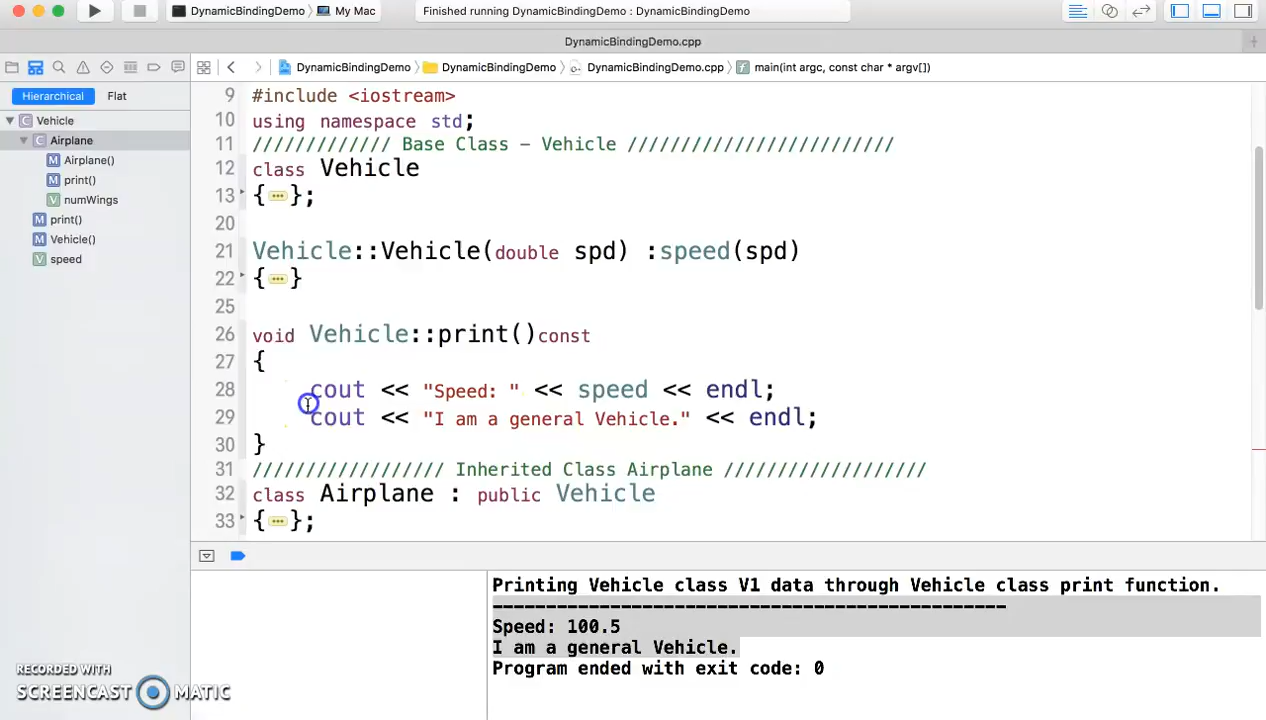 DynamicBindingDemo My Mac Finished running DynamicBindingDemo : DynamicBindingDemo
DynamicBindingDemo.cpp
DynamicBindingDemo DynamicBindingDemo DynamicBindingDemo.cpp main(int argc, const char * argv[])
Hierarchical Flat
Vehicle
Airplane
Airplane()
print()
numWings
print()
Vehicle()
speed
9 #include <iostream>
10 using namespace std;
11 ///////////// Base Class – Vehicle /////////////////////////
12 class Vehicle
13 {...};
20
21 Vehicle::Vehicle(double spd) :speed(spd)
22 {...}
25
26 void Vehicle::print()const
27 {
28 cout << "Speed: " << speed << endl;
29 cout << "I am a general Vehicle." << endl;
30 }
31 ////////////////// Inherited Class Airplane ///////////////////
32 class Airplane : public Vehicle
33 {...};
Printing Vehicle class V1 data through Vehicle class print function.
------------------------------------------------
Speed: 100.5
I am a general Vehicle.
Program ended with exit code: 0
RECORDED WITH
SCREENCAST MATIC